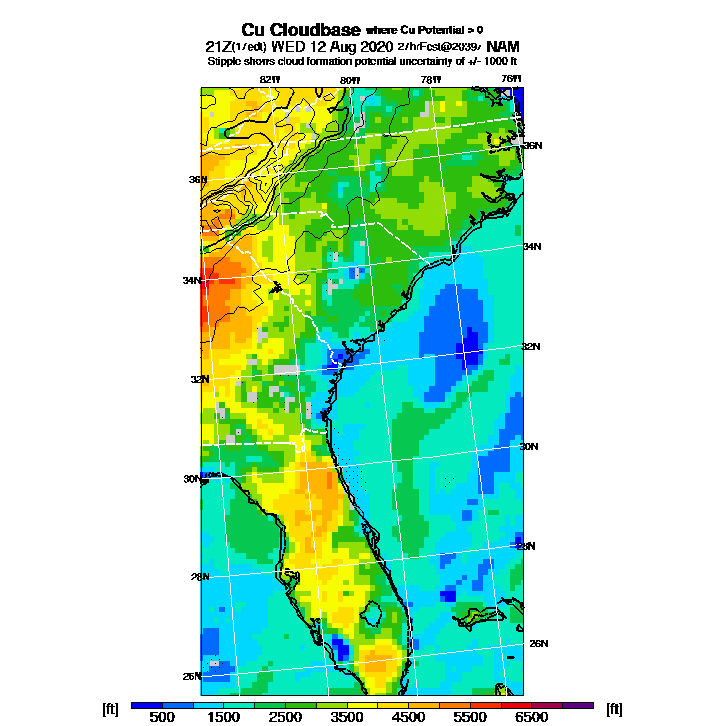 Cu Cloudbase where Cu Potential > 0
21Z(17edt) WED 12 Aug 2020 27hrFcst@2039z NAM
Stipple shows cloud formation potential uncertainty of +/- 1000 ft
82W 80W 78W 76W
36N
36N
34N
34N
32N
32N
30N
30N
28N
28N
26N
26N
[ft] 500 1500 2500 3500 4500 5500 6500 [ft]